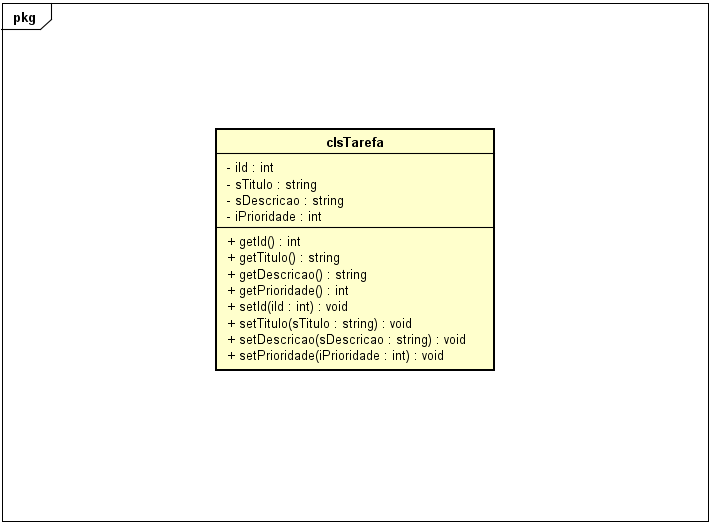 pkg
clsTarefa
- iId : int
- sTitulo : string
- sDescricao : string
- iPrioridade : int
+ getId() : int
+ getTitulo() : string
+ getDescricao() : string
+ getPrioridade() : int
+ setId(iId : int) : void
+ setTitulo(sTitulo : string) : void
+ setDescricao(sDescricao : string) : void
+ setPrioridade(iPrioridade : int) : void